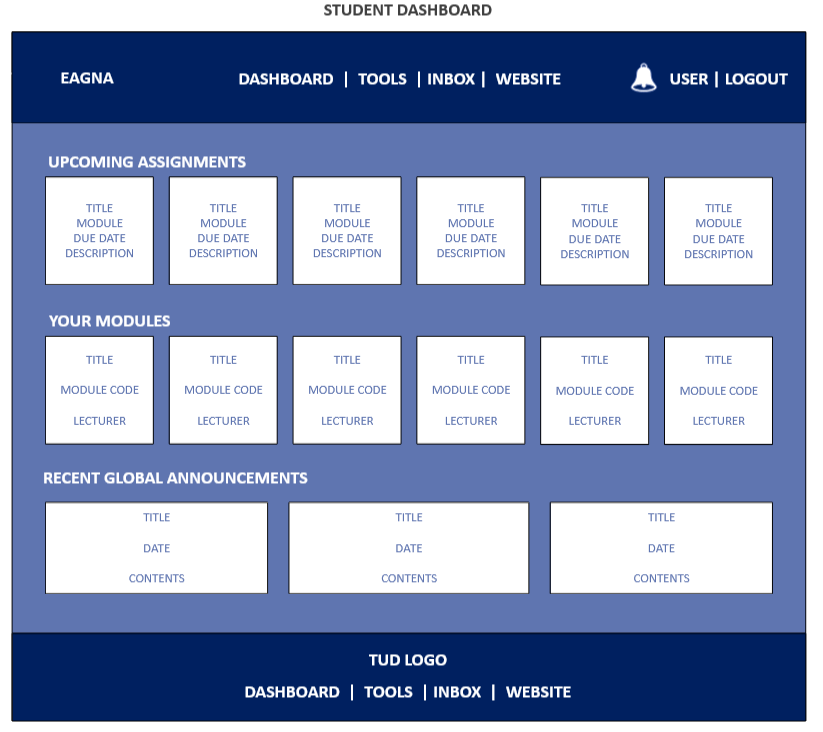 STUDENT DASHBOARD
EAGNA
DASHBOARD | TOOLS | INBOX | WEBSITE
USER | LOGOUT
UPCOMING ASSIGNMENTS
TITLE
MODULE
DUE DATE
DESCRIPTION
TITLE
MODULE
DUE DATE
DESCRIPTION
TITLE
MODULE
DUE DATE
DESCRIPTION
TITLE
MODULE
DUE DATE
DESCRIPTION
TITLE
MODULE
DUE DATE
DESCRIPTION
TITLE
MODULE
DUE DATE
DESCRIPTION
YOUR MODULES
TITLE
MODULE CODE
LECTURER
TITLE
MODULE CODE
LECTURER
TITLE
MODULE CODE
LECTURER
TITLE
MODULE CODE
LECTURER
TITLE
MODULE CODE
LECTURER
TITLE
MODULE CODE
LECTURER
RECENT GLOBAL ANNOUNCEMENTS
TITLE
DATE
CONTENTS
TITLE
DATE
CONTENTS
TITLE
DATE
CONTENTS
TUD LOGO
DASHBOARD | TOOLS | INBOX | WEBSITE